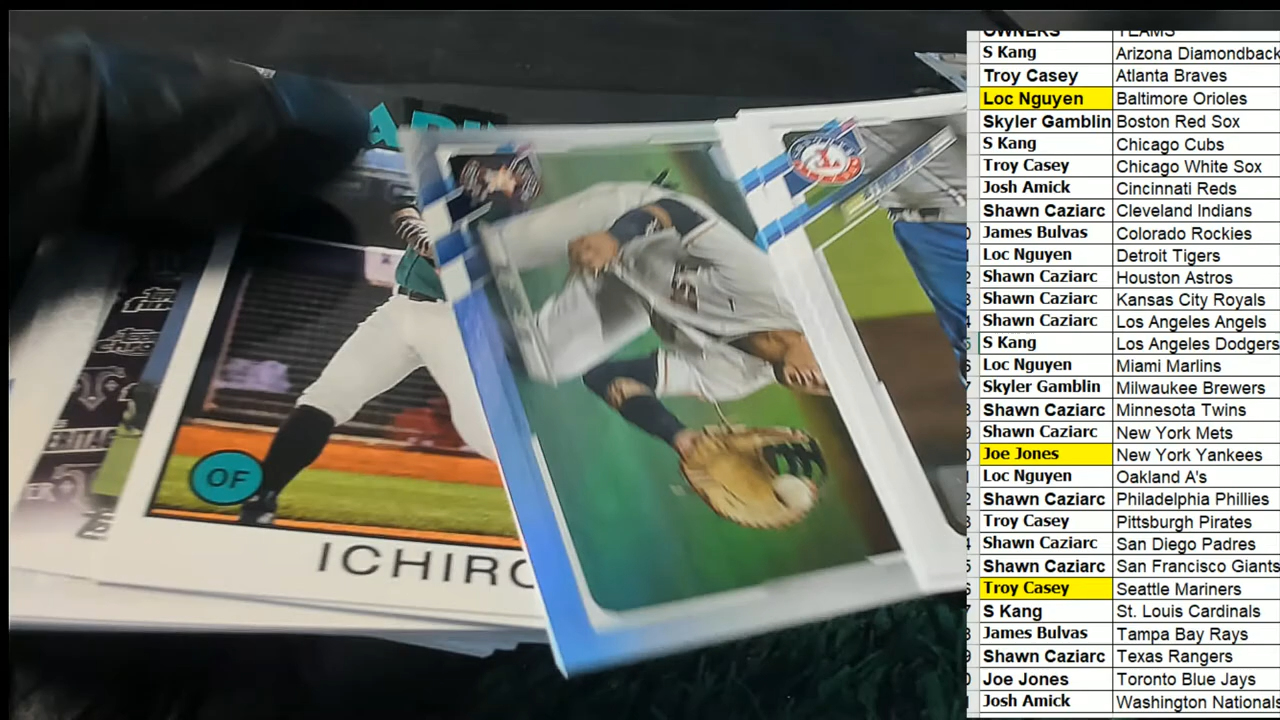 OWNERS TEAMS
S Kang Arizona Diamondback
Troy Casey Atlanta Braves
Loc Nguyen Baltimore Orioles
Skyler Gamblin Boston Red Sox
S Kang Chicago Cubs
Troy Casey Chicago White Sox
Josh Amick Cincinnati Reds
Shawn Caziarc Cleveland Indians
James Bulvas Colorado Rockies
Loc Nguyen Detroit Tigers
Shawn Caziarc Houston Astros
Shawn Caziarc Kansas City Royals
Shawn Caziarc Los Angeles Angels
S Kang Los Angeles Dodgers
Loc Nguyen Miami Marlins
Skyler Gamblin Milwaukee Brewers
Shawn Caziarc Minnesota Twins
Shawn Caziarc New York Mets
Joe Jones New York Yankees
Loc Nguyen Oakland A's
Shawn Caziarc Philadelphia Phillies
Troy Casey Pittsburgh Pirates
Shawn Caziarc San Diego Padres
Shawn Caziarc San Francisco Giants
Troy Casey Seattle Mariners
S Kang St. Louis Cardinals
James Bulvas Tampa Bay Rays
Shawn Caziarc Texas Rangers
Joe Jones Toronto Blue Jays
Josh Amick Washington Nationals
OF
ICHIRO